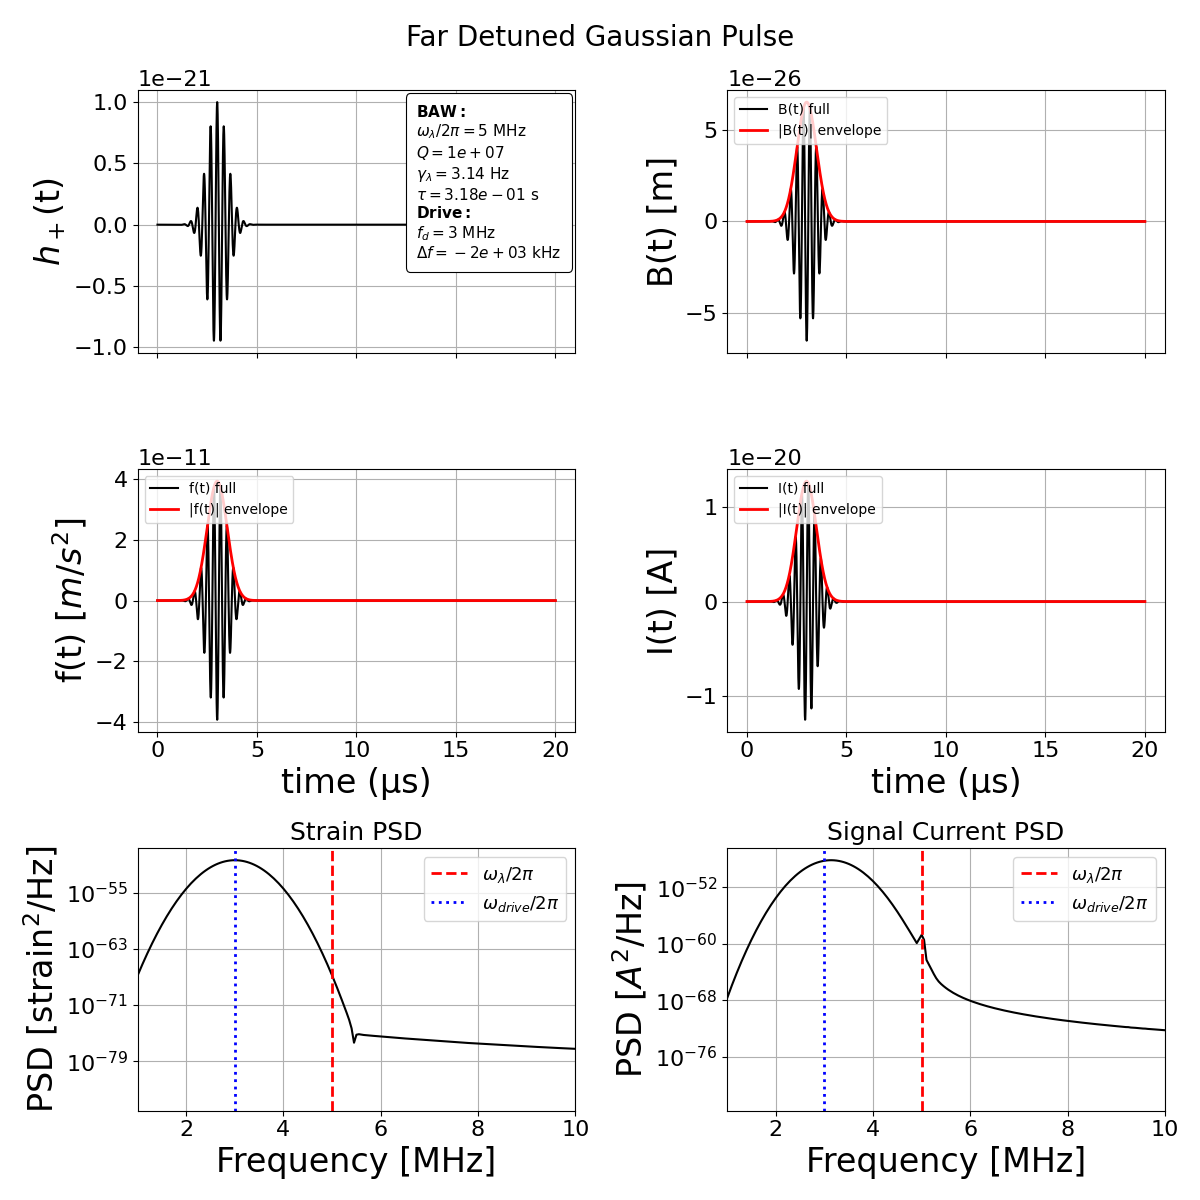 Far Detuned Gaussian Pulse
1e−21
1.0
0.5
0.0
−0.5
−1.0
h₊(t)
BAW:
ω_λ/2π = 5 MHz
Q = 1e + 07
γ_λ = 3.14 Hz
τ = 3.18e − 01 s
Drive:
f_d = 3 MHz
Δf = −2e + 03 kHz
1e−26
5
0
−5
B(t) [m]
B(t) full
|B(t)| envelope
1e−11
4
2
0
−2
−4
f(t) [m/s²]
f(t) full
|f(t)| envelope
0 5 10 15 20
time (μs)
1e−20
1
0
−1
I(t) [A]
I(t) full
|I(t)| envelope
0 5 10 15 20
time (μs)
Strain PSD
10⁻⁵⁵
10⁻⁶³
10⁻⁷¹
10⁻⁷⁹
PSD [strain²/Hz]
ω_λ/2π
ω_drive/2π
2 4 6 8 10
Frequency [MHz]
Signal Current PSD
10⁻⁵²
10⁻⁶⁰
10⁻⁶⁸
10⁻⁷⁶
PSD [A²/Hz]
ω_λ/2π
ω_drive/2π
2 4 6 8 10
Frequency [MHz]